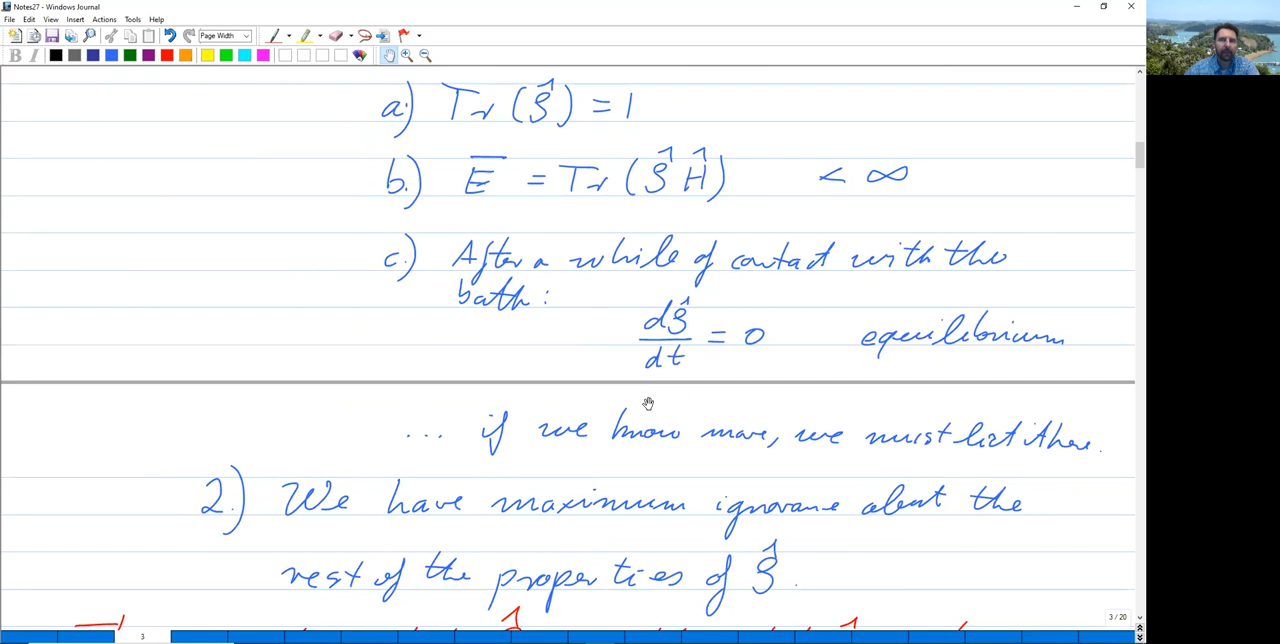 Notes27 - Windows Journal
File Edit View Insert Actions Tools Help
Page Width
B I
a.) Tr (ρ̂) = 1
b.) E̅ = Tr (ρ̂ Ĥ) < ∞
c.) After a while of contact with the
bath:
dρ̂/dt = 0 equilibrium
... if we know more, we must list it here.
2.) We have maximum ignorance about the
rest of the properties of ρ̂.
3 / 20
3